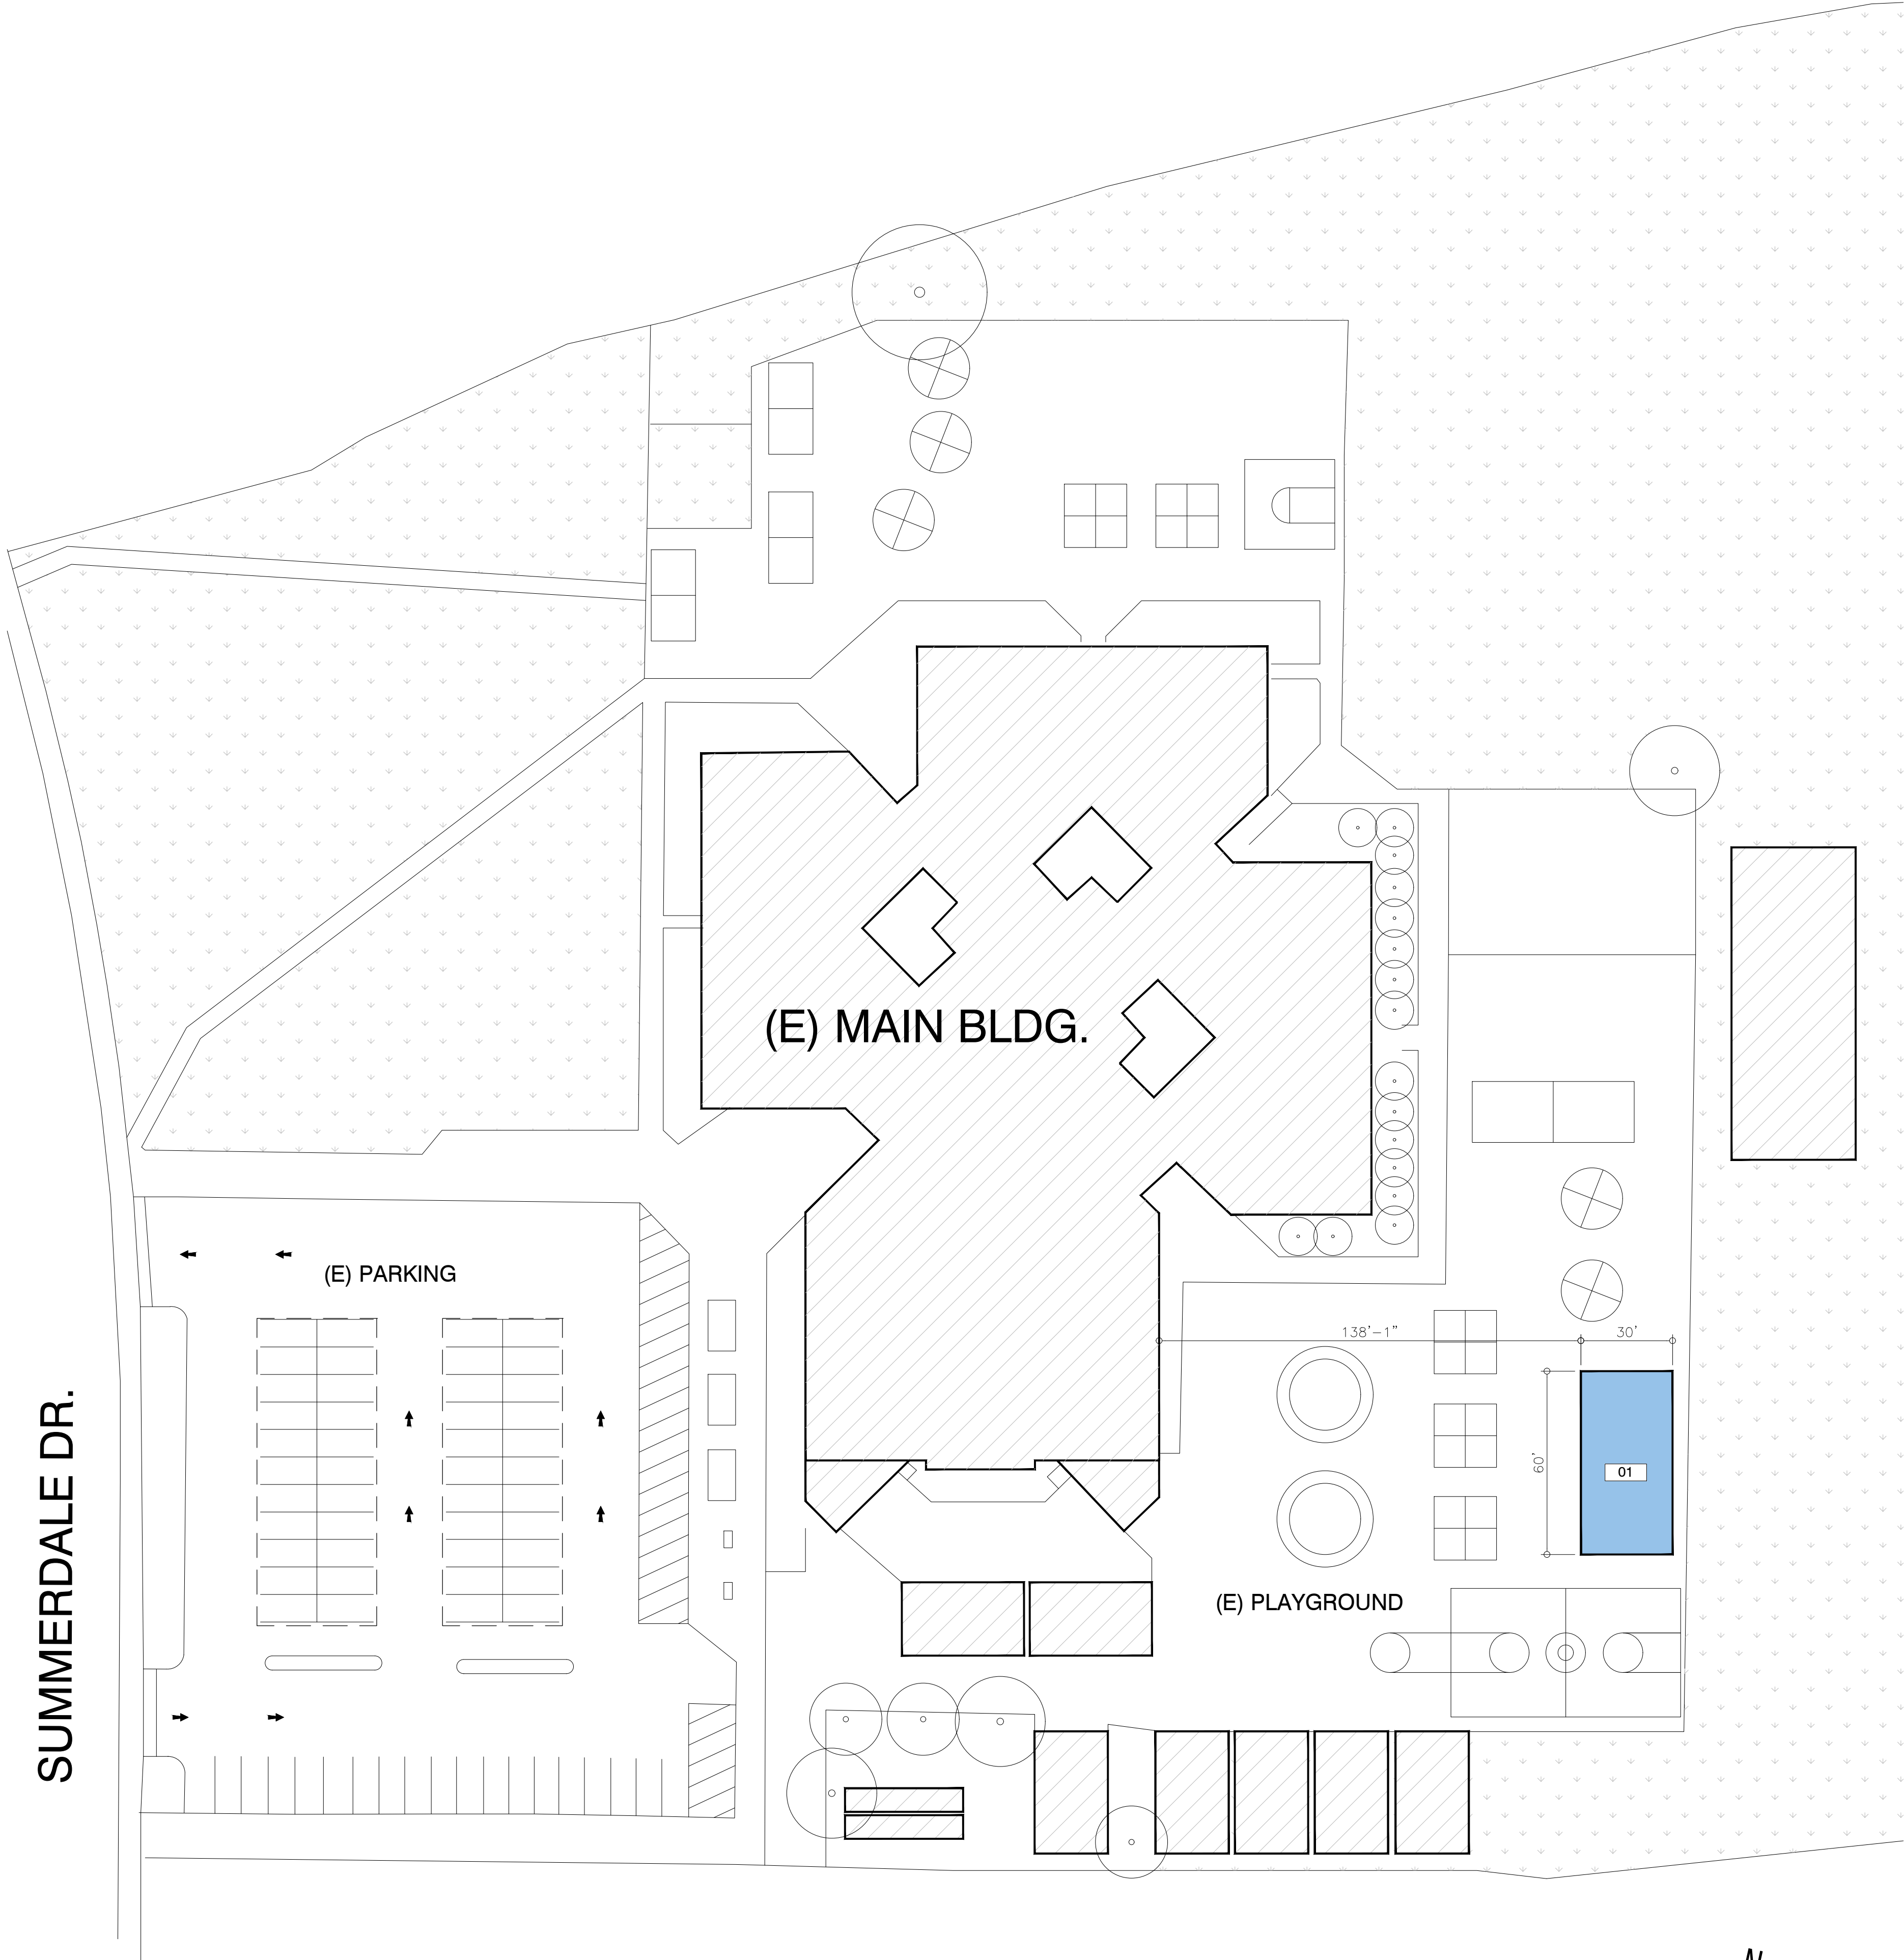 (E) MAIN BLDG.
(E) PARKING
138'-1"
30'
60'
01
(E) PLAYGROUND
SUMMERDALE DR.
N